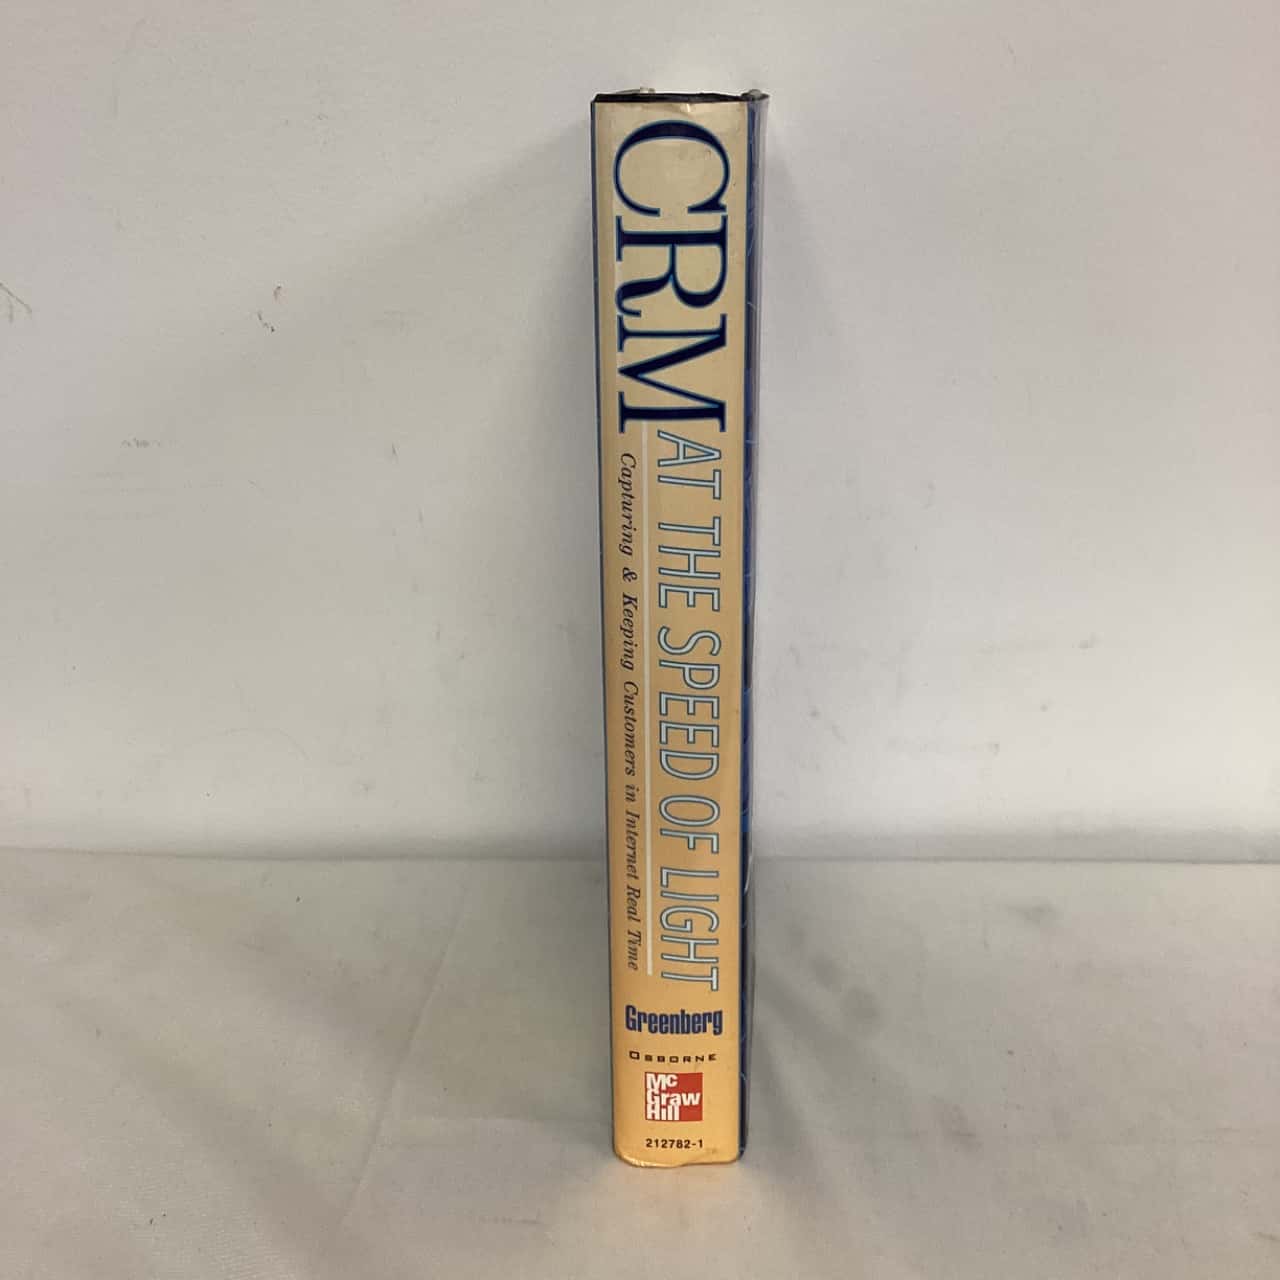 CRM AT THE SPEED OF LIGHT
Capturing & Keeping Customers in Internet Real Time
Greenberg
OSBORNE
Mc
Graw
Hill
212782-1